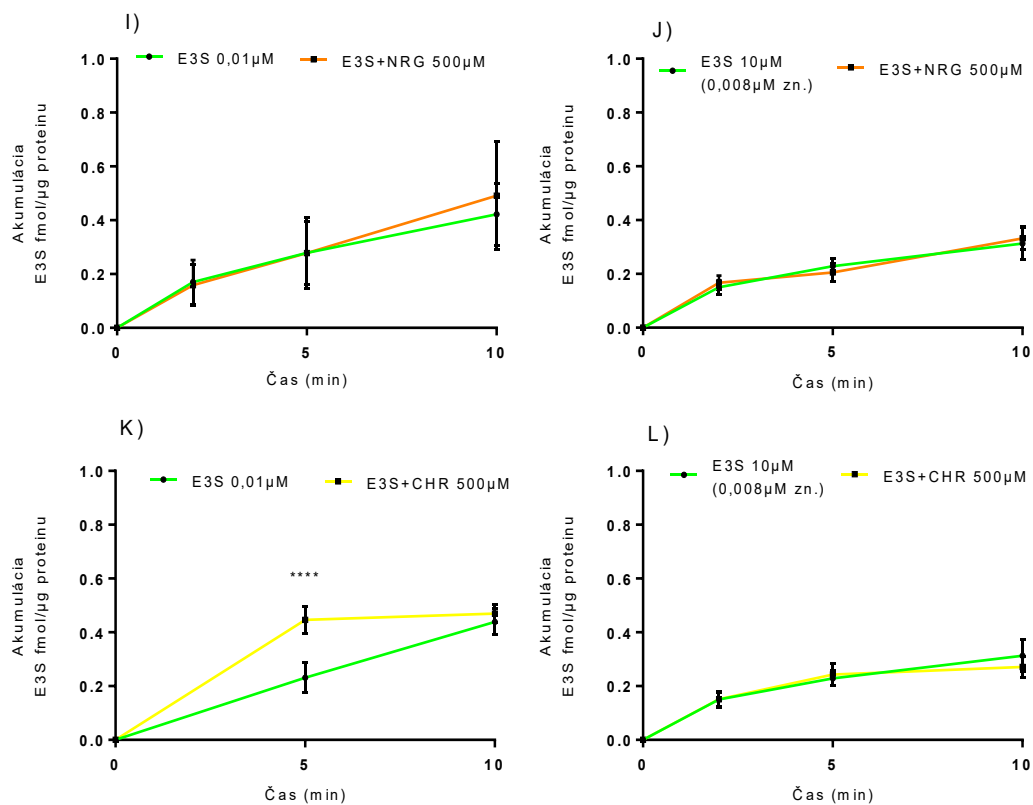 I)
E3S 0,01µM
E3S+NRG 500µM
1.0
0.8
0.6
0.4
0.2
0.0
0
5
10
Akumulácia
E3S fmol/µg proteinu
Čas (min)
J)
E3S 10µM
(0,008µM zn.)
E3S+NRG 500µM
1.0
0.8
0.6
0.4
0.2
0.0
0
5
10
Akumulácia
E3S fmol/µg proteinu
Čas (min)
K)
E3S 0,01µM
E3S+CHR 500µM
1.0
0.8
0.6
0.4
0.2
0.0
****
0
5
10
Akumulácia
E3S fmol/µg proteinu
Čas (min)
L)
E3S 10µM
(0,008µM zn.)
E3S+CHR 500µM
1.0
0.8
0.6
0.4
0.2
0.0
0
5
10
Akumulácia
E3S fmol/µg proteinu
Čas (min)